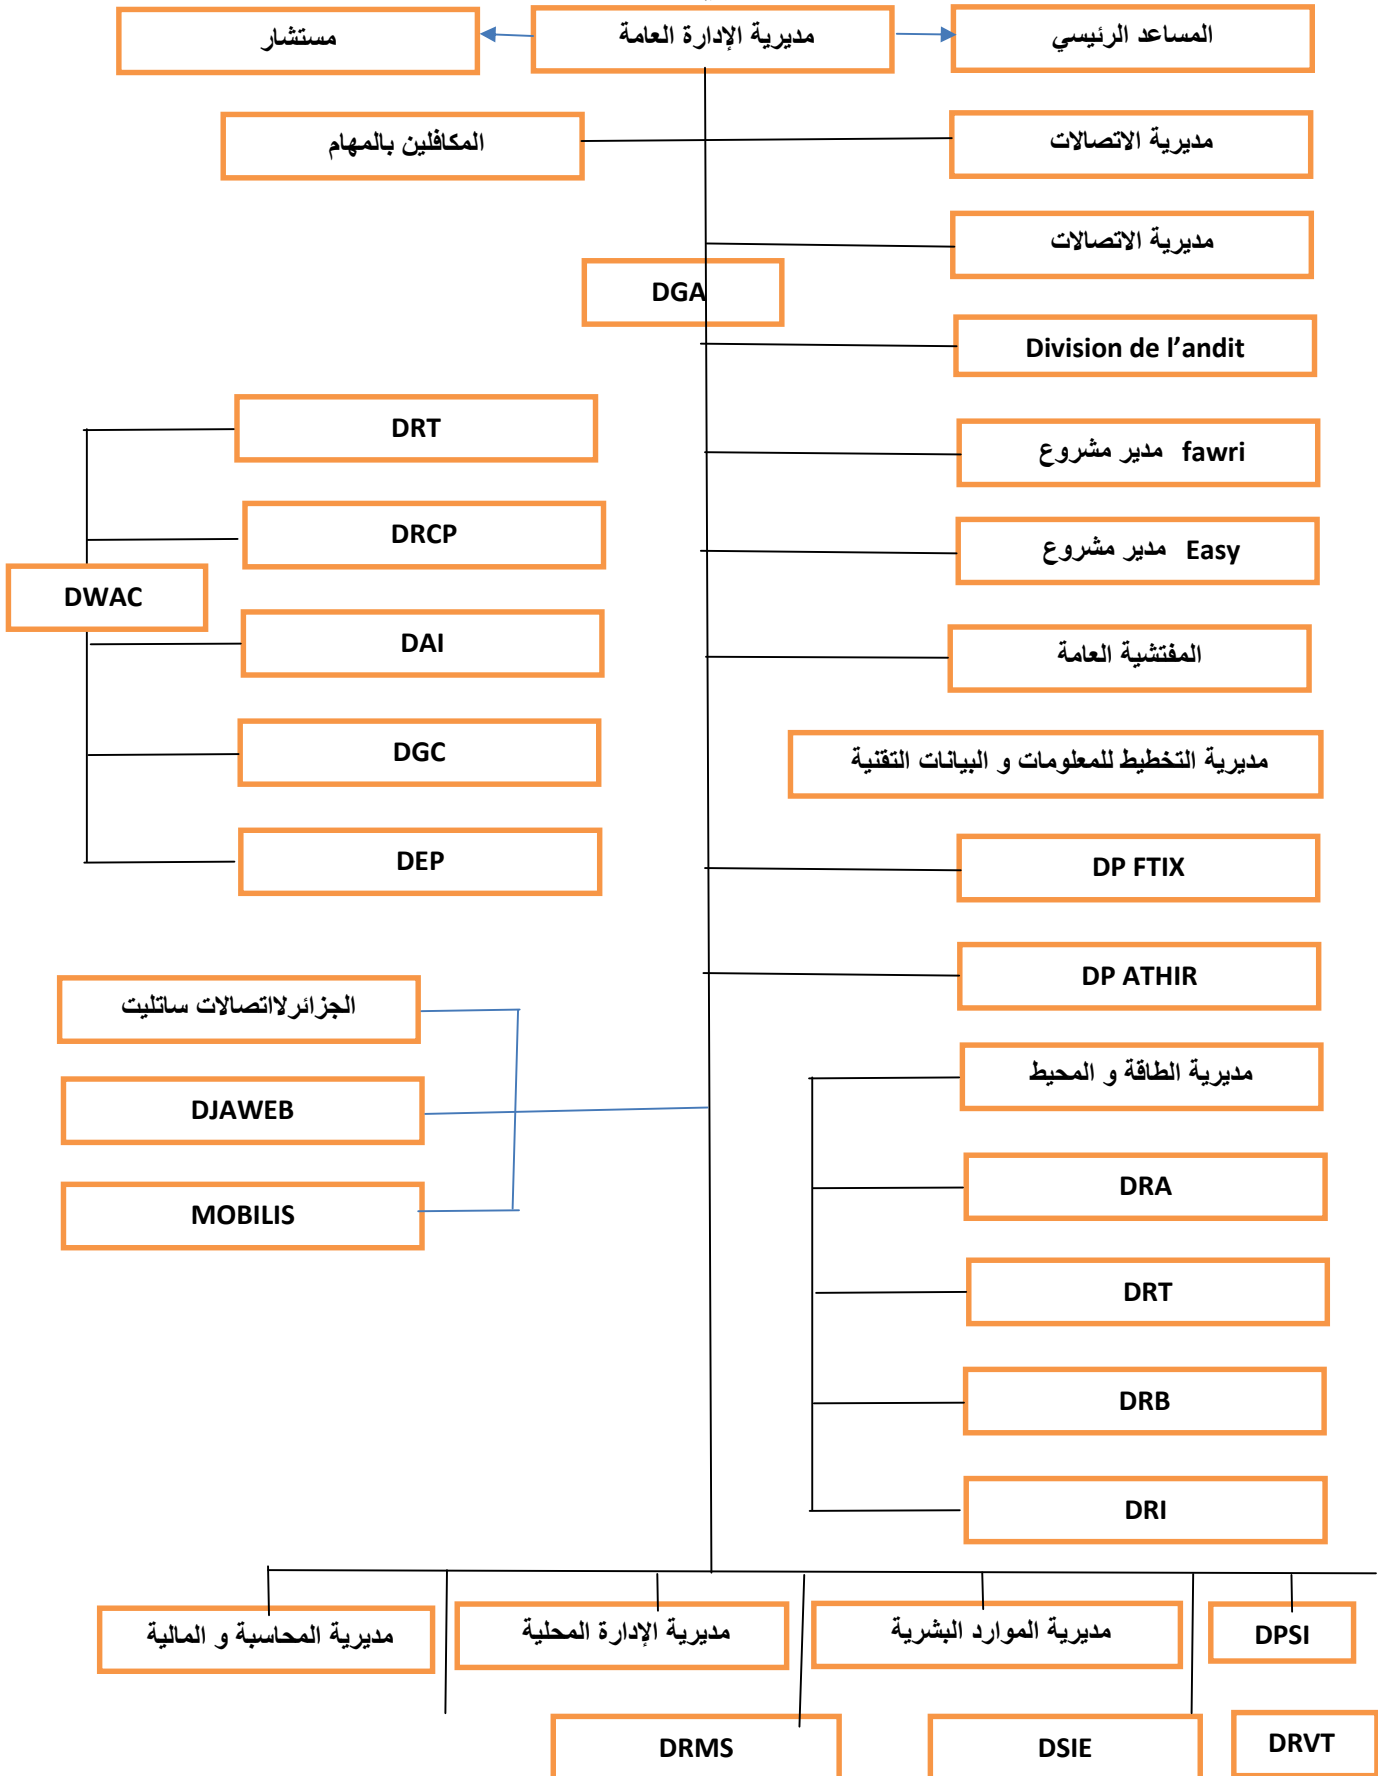 المساعد الرئيسي
مديرية الإدارة العامة
مستشار
مديرية الاتصالات
المكافلين بالمهام
مديرية الاتصالات
DGA
Division de l’andit
DRT
مدير مشروع fawri
DRCP
مدير مشروع Easy
DWAC
DAI
المفتشية العامة
DGC
مديرية التخطيط للمعلومات و البيانات التقنية
DEP
DP FTIX
DP ATHIR
الجزائرلااتصالات ساتليت
مديرية الطاقة و المحيط
DJAWEB
DRA
MOBILIS
DRT
DRB
DRI
DPSI
مديرية الموارد البشرية
مديرية الإدارة المحلية
مديرية المحاسبة و المالية
DRVT
DSIE
DRMS